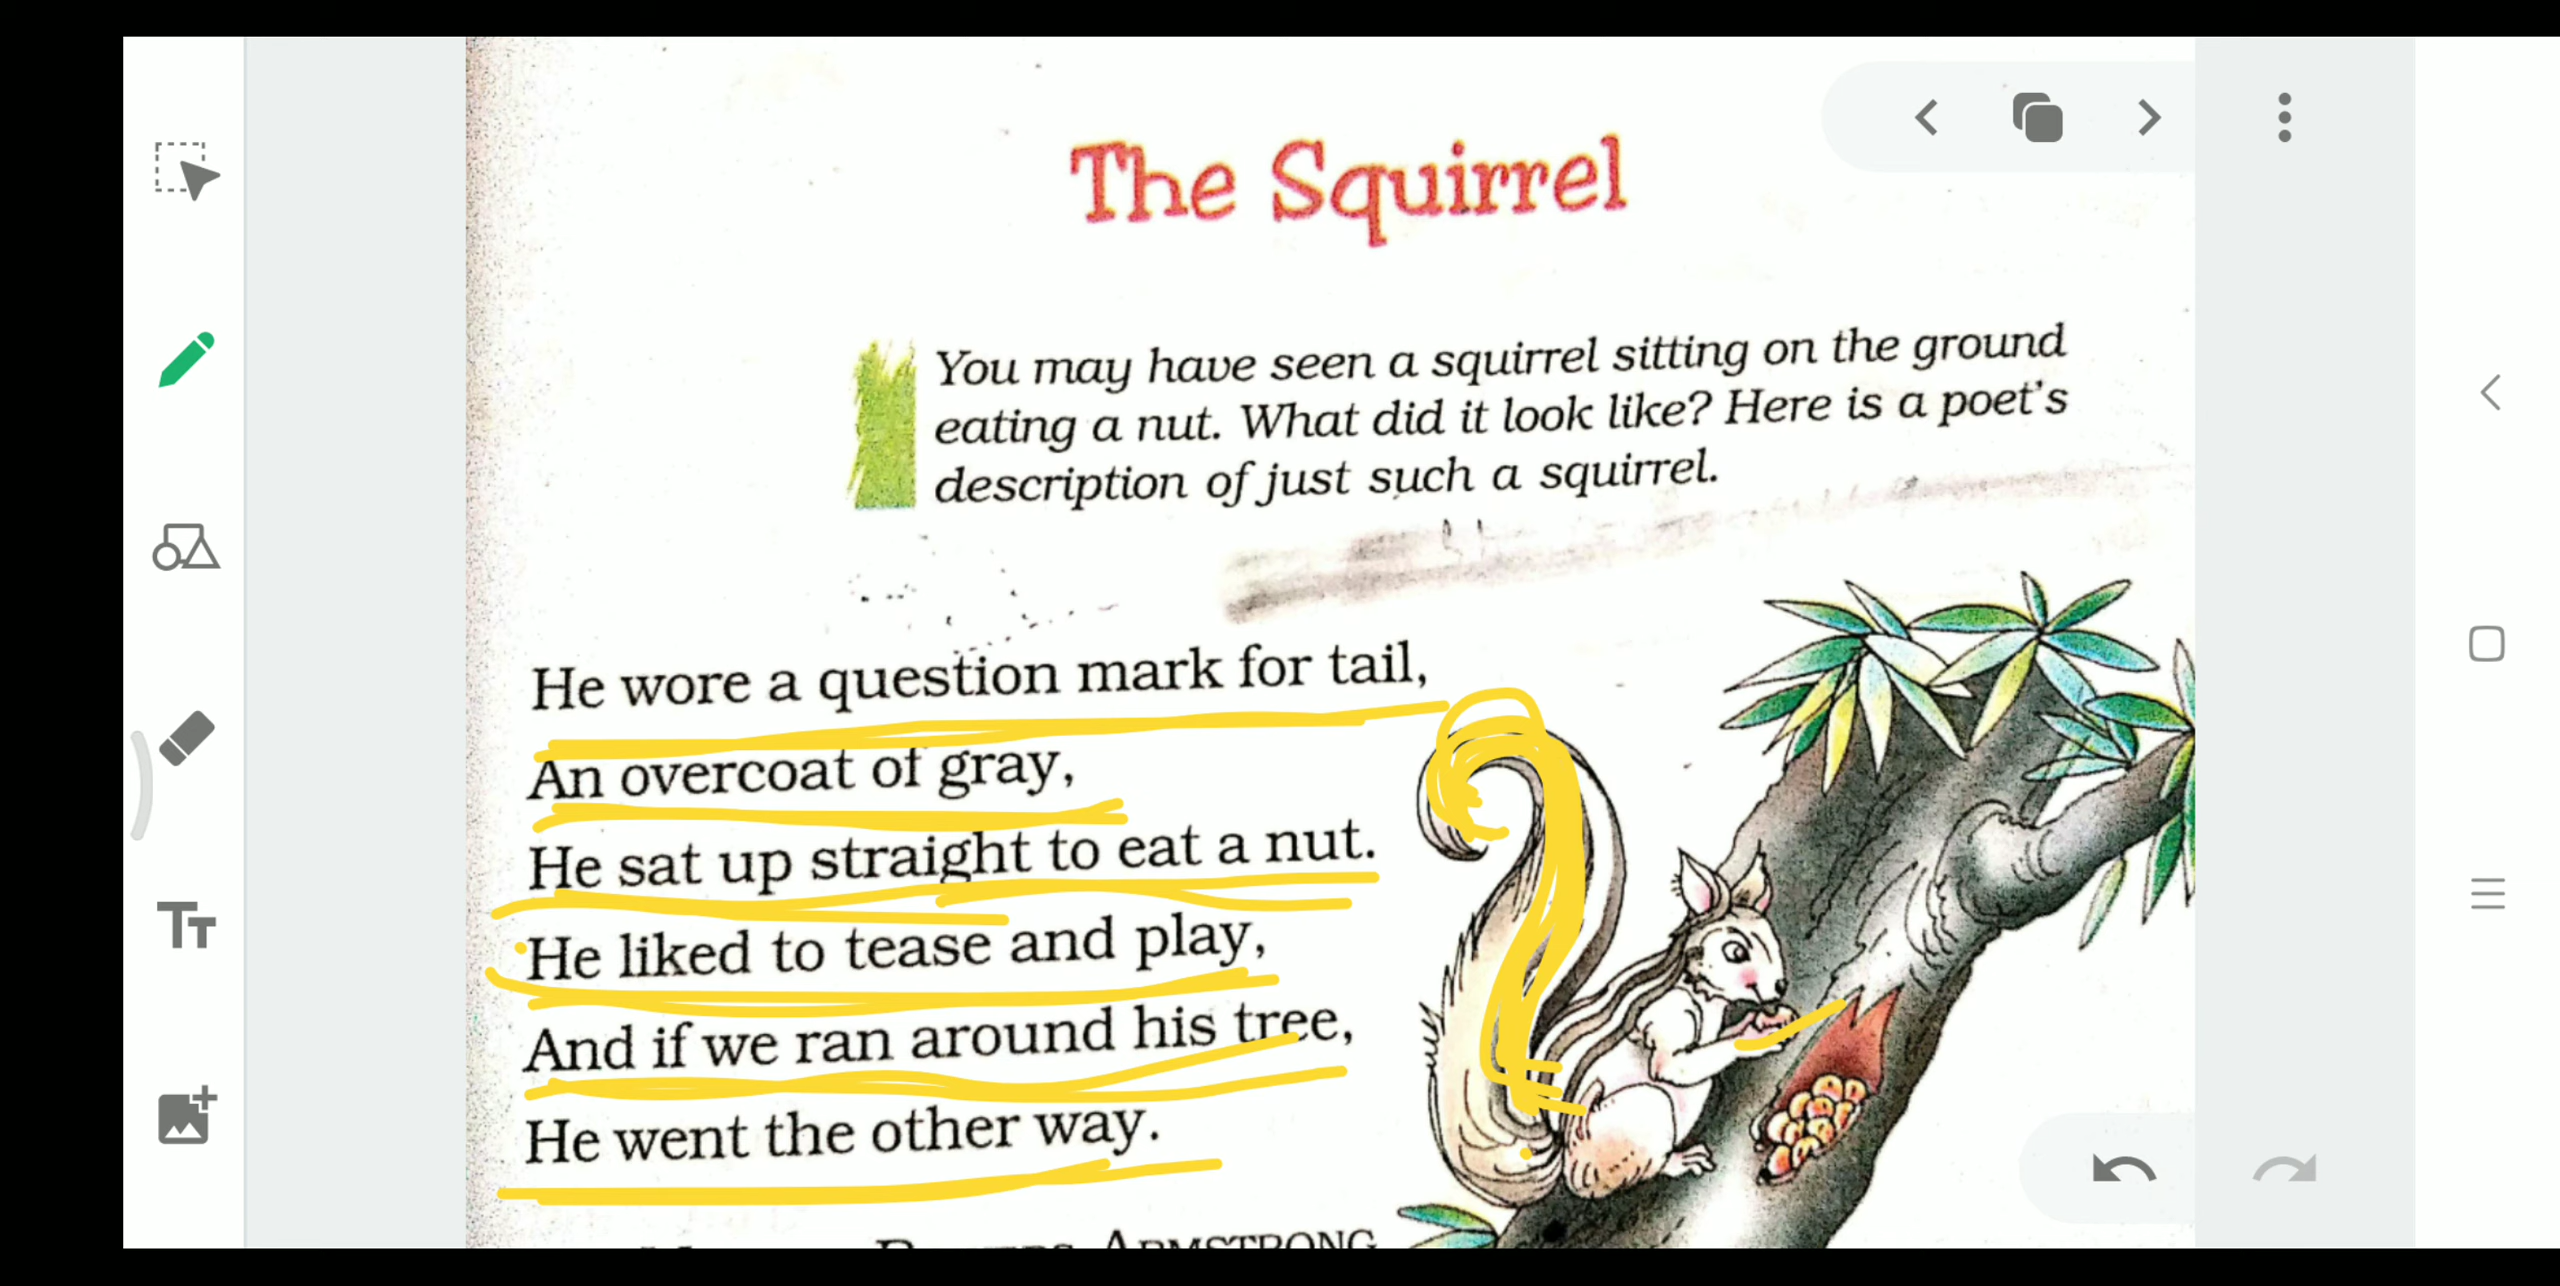 The Squirrel
You may have seen a squirrel sitting on the ground
eating a nut. What did it look like? Here is a poet's
description of just such a squirrel.
He wore a question mark for tail,
An overcoat of gray,
He sat up straight to eat a nut.
He liked to tease and play,
And if we ran around his tree,
He went the other way.
ARMSTRONG
TT